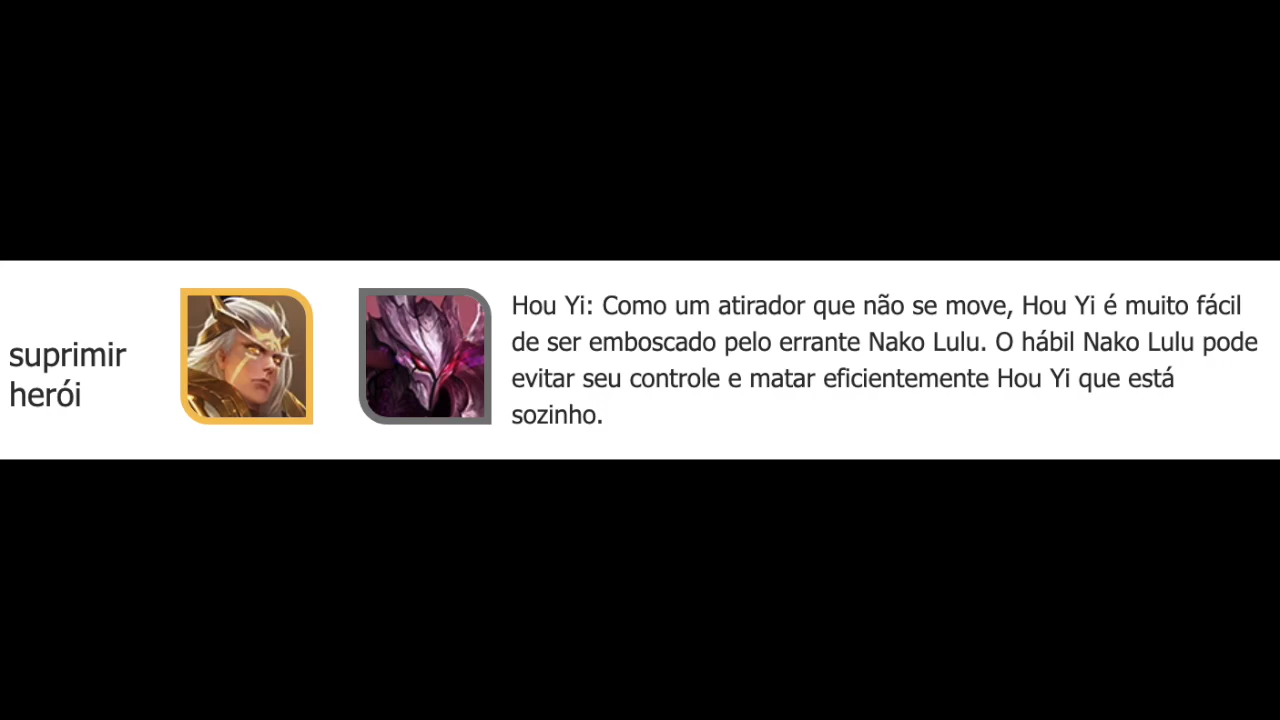 suprimir
herói
Hou Yi: Como um atirador que não se move, Hou Yi é muito fácil
de ser emboscado pelo errante Nako Lulu. O hábil Nako Lulu pode
evitar seu controle e matar eficientemente Hou Yi que está
sozinho.